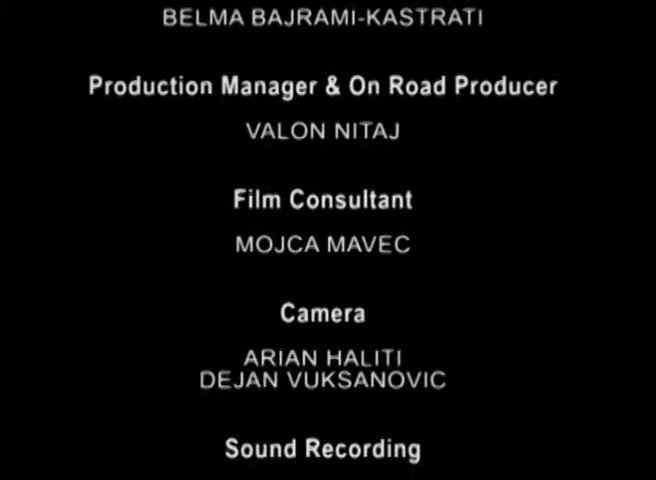 BELMA BAJRAMI-KASTRATI
Production Manager & On Road Producer
VALON NITAJ
Film Consultant
MOJCA MAVEC
Camera
ARIAN HALITI
DEJAN VUKSANOVIC
Sound Recording